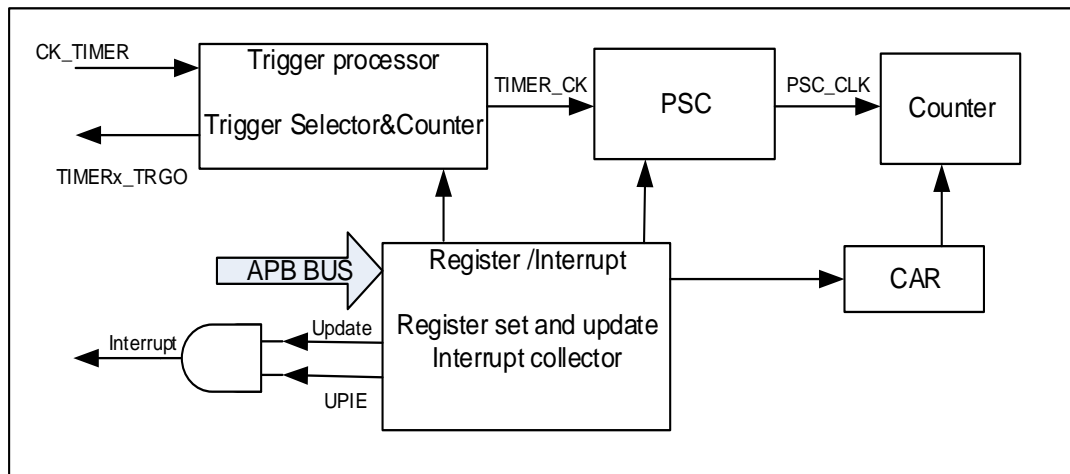 CK_TIMER
TIMERx_TRGO
Trigger processor
Trigger Selector&Counter
TIMER_CK
PSC
PSC_CLK
Counter
APB BUS
Register /Interrupt
Register set and update
Interrupt collector
CAR
Interrupt
Update
UPIE